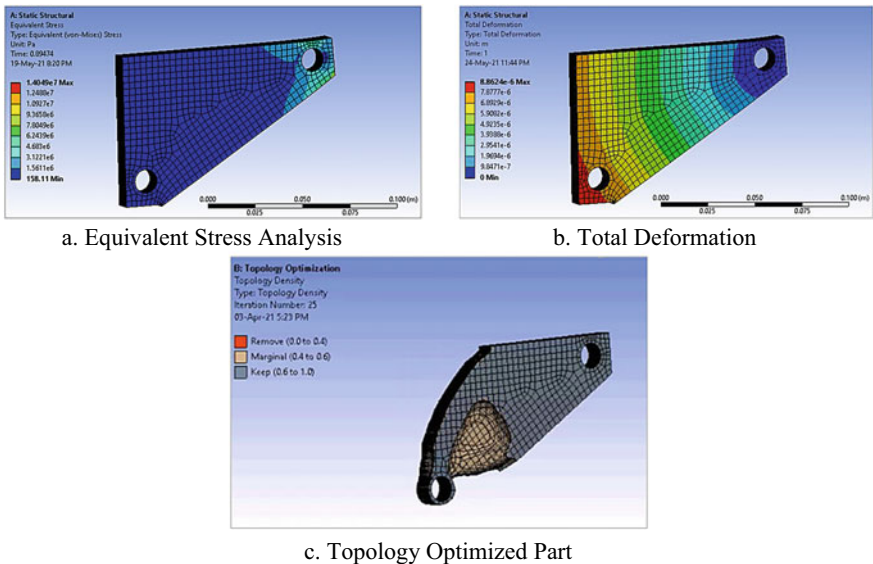 A: Static Structural
Equivalent Stress
Type: Equivalent (von-Mises) Stress
Unit: Pa
Time: 0.09474
19-May-21 8:20 PM
1.4049e7 Max
1.2488e7
1.0927e7
9.3658e6
7.8049e6
6.2439e6
4.683e6
3.1221e6
1.5611e6
158.11 Min
0.000
0.050
0.100 (m)
0.025
0.075
a. Equivalent Stress Analysis
A: Static Structural
Total Deformation
Type: Total Deformation
Unit: m
Time: 1
24-May-21 11:44 PM
8.8624e-6 Max
7.8777e-6
6.8929e-6
5.9082e-6
4.9235e-6
3.9388e-6
2.9541e-6
1.9694e-6
9.8471e-7
0 Min
0.000
0.050
0.100 (m)
0.025
0.075
b. Total Deformation
B: Topology Optimization
Topology Density
Type: Topology Density
Iteration Number: 25
03-Apr-21 5:23 PM
Remove (0.0 to 0.4)
Marginal (0.4 to 0.6)
Keep (0.6 to 1.0)
c. Topology Optimized Part